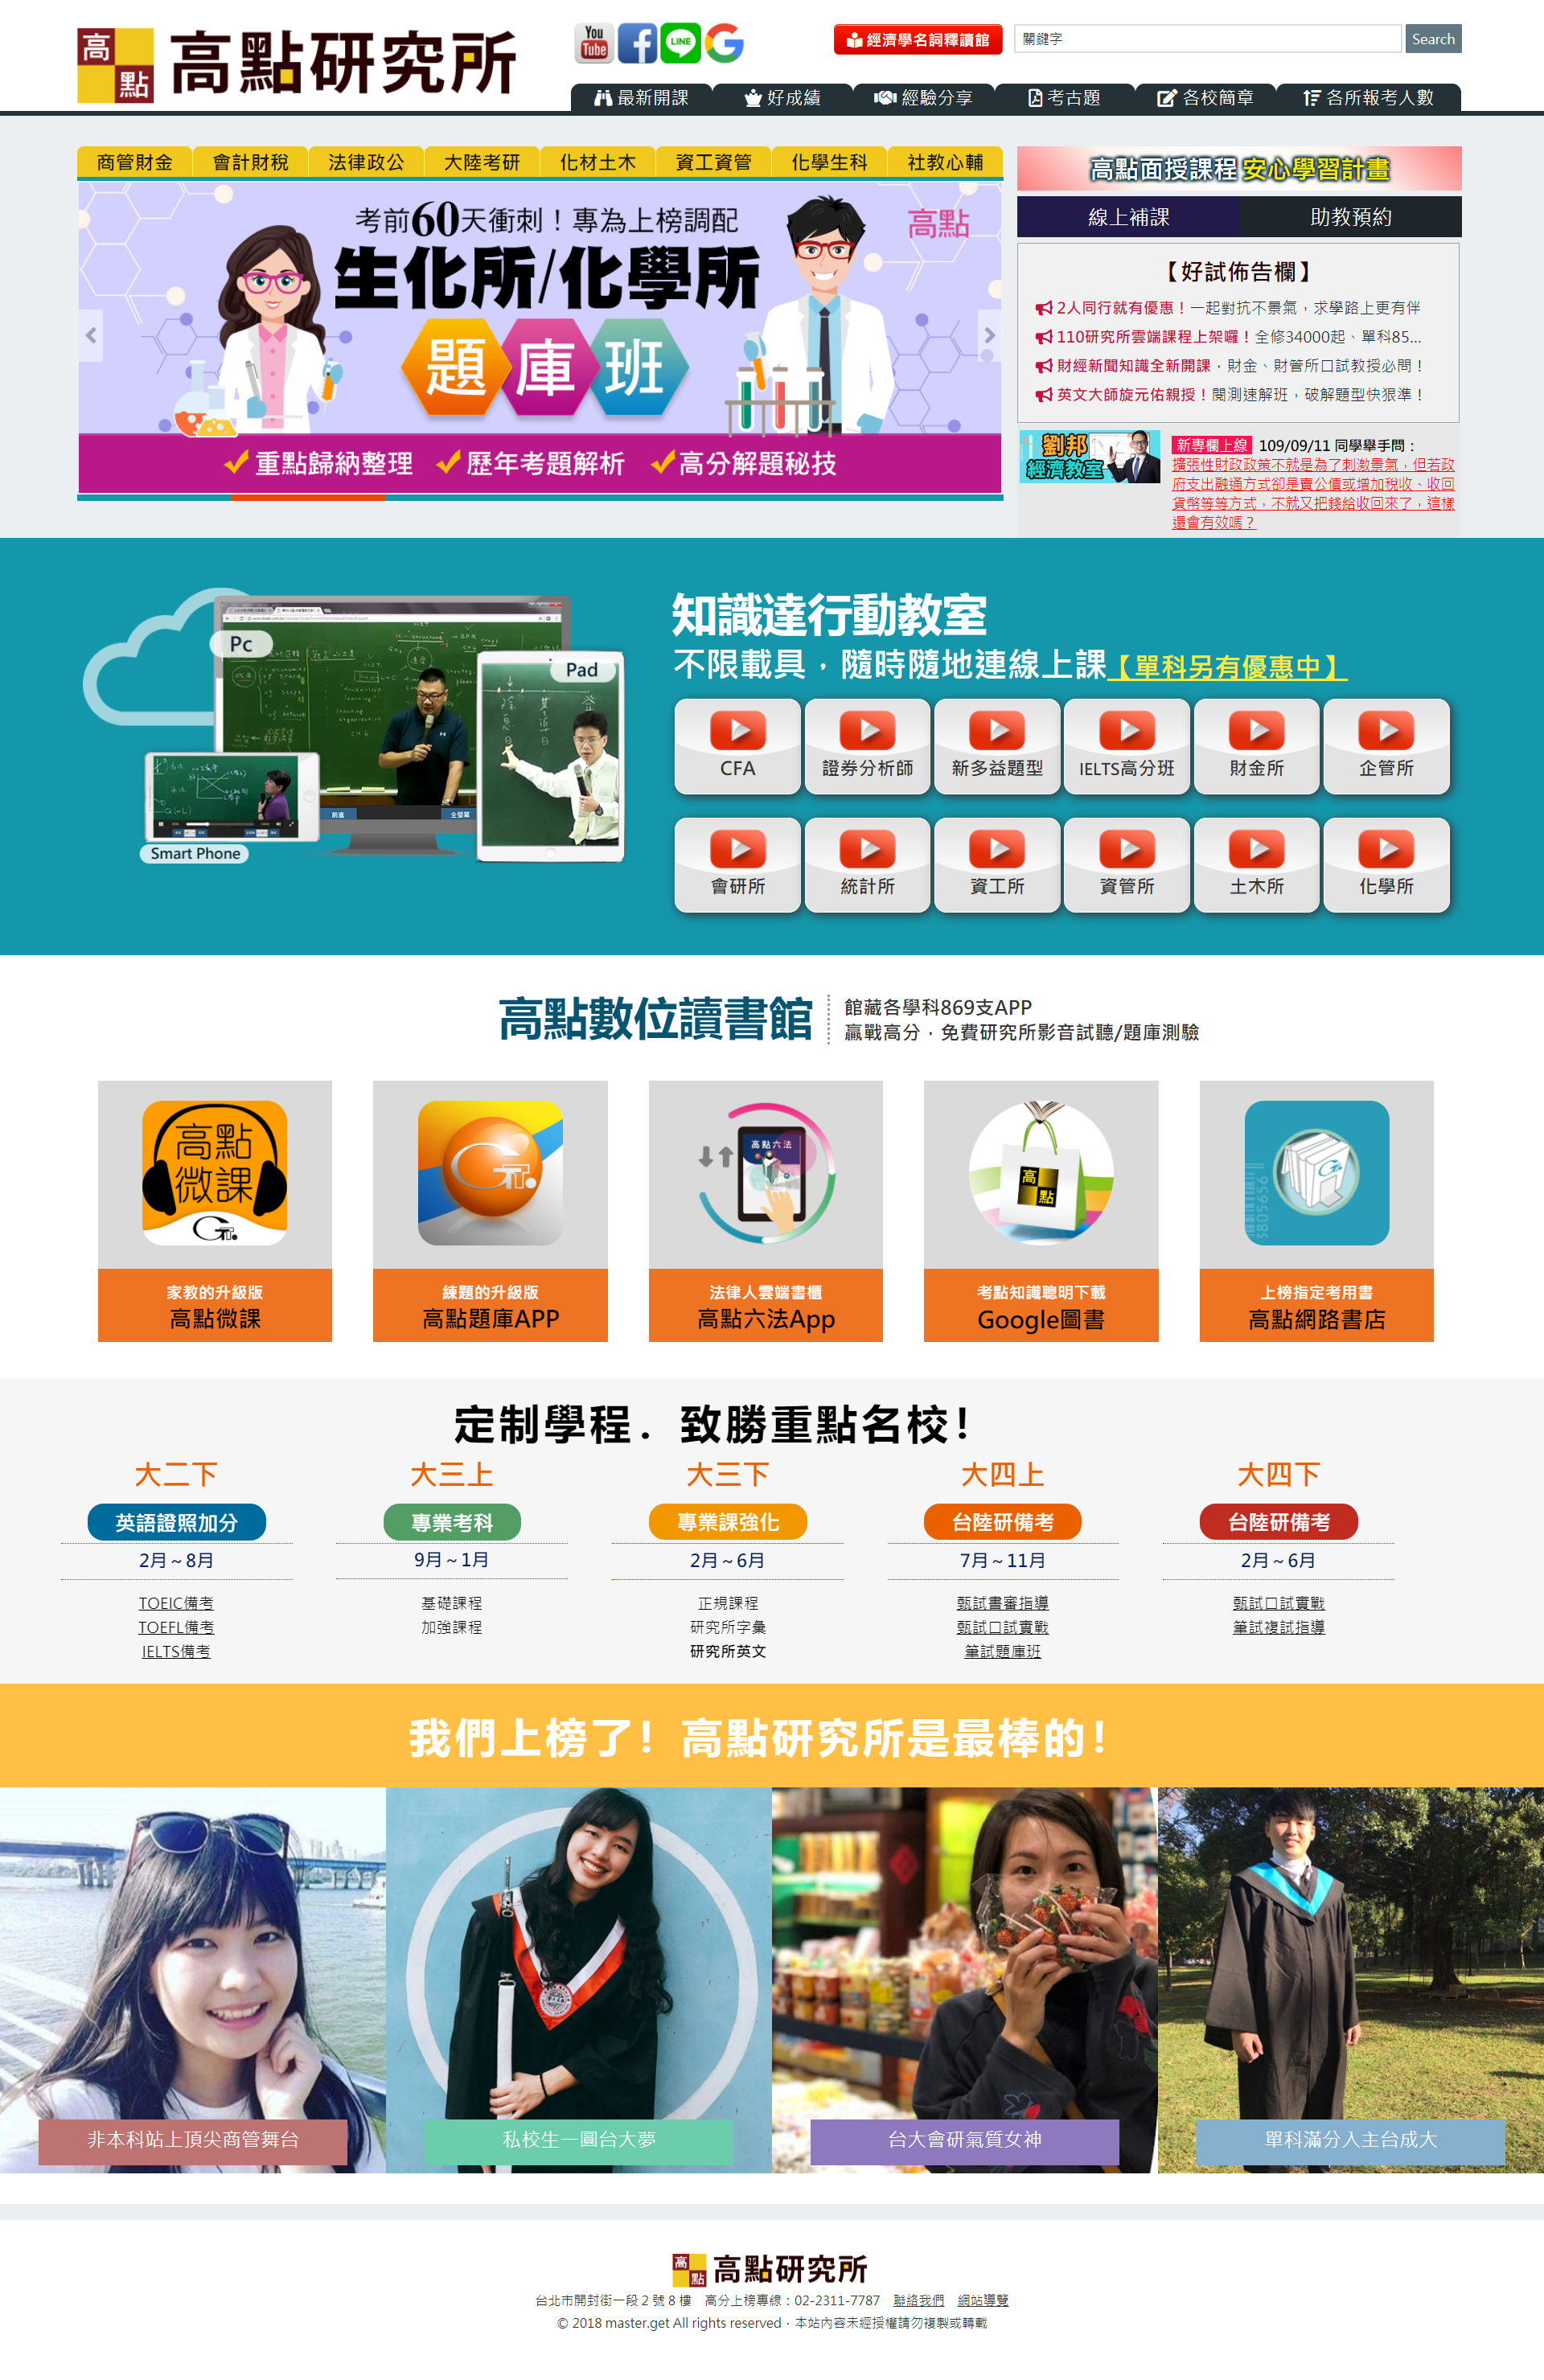 高點
高點研究所
You
Tube
LINE
經濟學名詞釋讀館
關鍵字
Search
最新開課
好成績
經驗分享
考古題
各校簡章
各所報考人數
商管財金
會計財稅
法律政公
大陸考研
化材土木
資工資管
化學生科
社教心輔
考前60天衝刺！專為上榜調配
高點
生化所/化學所
題庫班
重點歸納整理
歷年考題解析
高分解題秘技
高點面授課程 安心學習計畫
線上補課
助教預約
【好試佈告欄】
2人同行就有優惠！一起對抗不景氣，求學路上更有伴
110研究所雲端課程上架囉！全修34000起、單科85...
財經新聞知識全新開課，財金、財管所口試教授必問！
英文大師旋元佑親授！閱測速解班，破解題型快狠準！
劉邦
經濟教室
新專欄上線 109/09/11 同學舉手問：
擴張性財政政策不就是為了刺激景氣，但若政
府支出融通方式卻是賣公債或增加稅收、收回
貨幣等等方式，不就又把錢給收回來了，這樣
還會有效嗎？
Pc
Pad
Smart Phone
知識達行動教室
不限載具，隨時隨地連線上課【單科另有優惠中】
CFA
證券分析師
新多益題型
IELTS高分班
財金所
企管所
會研所
統計所
資工所
資管所
土木所
化學所
高點數位讀書館
館藏各學科869支APP
贏戰高分，免費研究所影音試聽/題庫測驗
高點
微課
高點六法
高點
3805656
家教的升級版
高點微課
練題的升級版
高點題庫APP
法律人雲端書櫃
高點六法App
考點知識聰明下載
Google圖書
上榜指定考用書
高點網路書店
定制學程．致勝重點名校！
大二下
英語證照加分
2月～8月
TOEIC備考
TOEFL備考
IELTS備考
大三上
專業考科
9月～1月
基礎課程
加強課程
大三下
專業課強化
2月～6月
正規課程
研究所字彙
研究所英文
大四上
台陸研備考
7月～11月
甄試書審指導
甄試口試實戰
筆試題庫班
大四下
台陸研備考
2月～6月
甄試口試實戰
筆試複試指導
我們上榜了！高點研究所是最棒的！
非本科站上頂尖商管舞台
私校生一圓台大夢
台大會研氣質女神
單科滿分入主台成大
高點
高點研究所
台北市開封街一段 2 號 8 樓　高分上榜專線：02-2311-7787　聯絡我們　網站導覽
© 2018 master.get All rights reserved．本站內容未經授權請勿複製或轉載